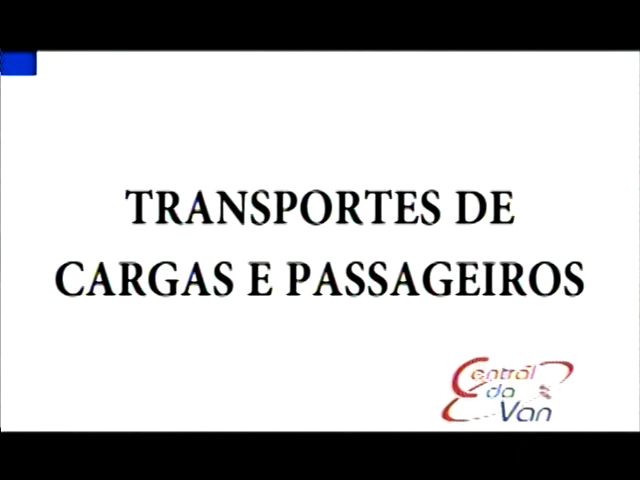 TRANSPORTES DE
CARGAS E PASSAGEIROS
Central
da
Van